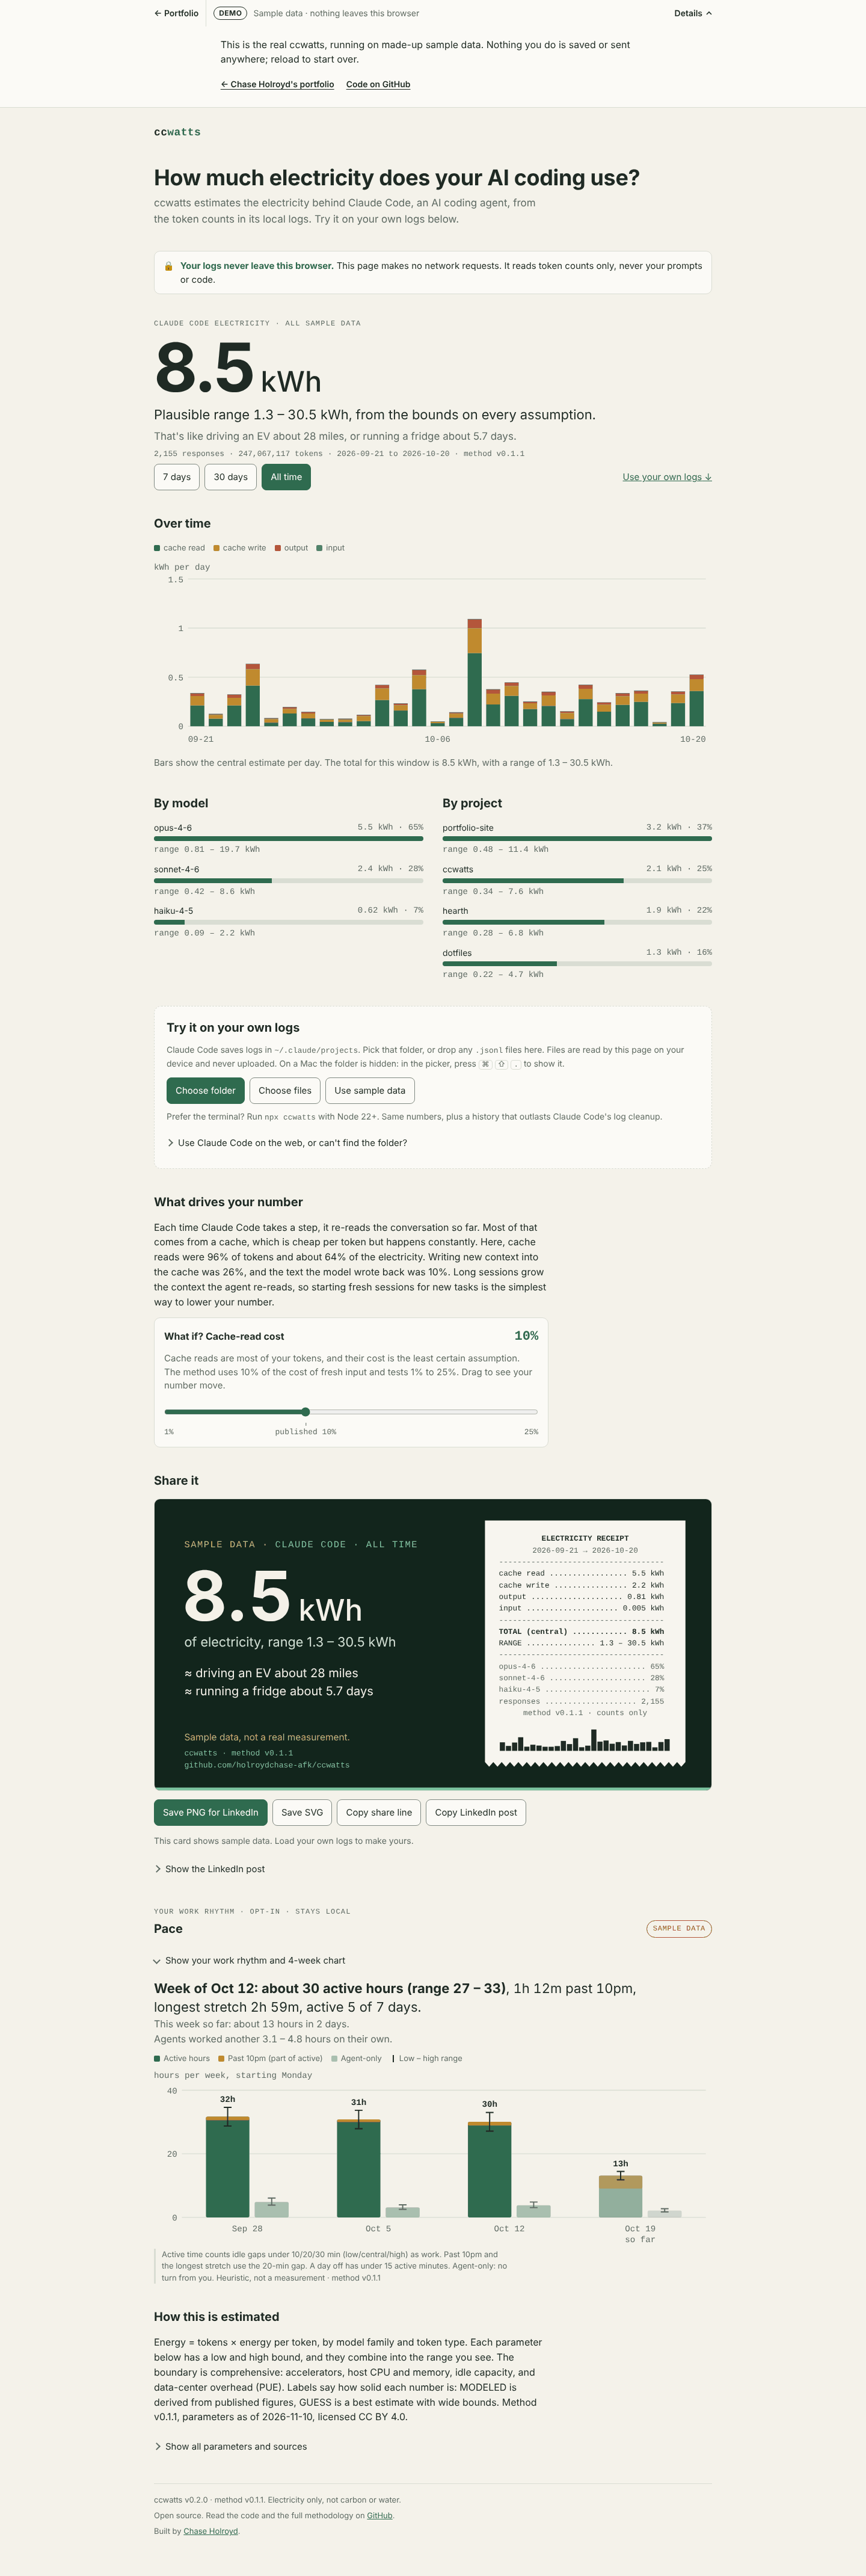 ← Portfolio
DEMO
Sample data · nothing leaves this browser
Details
This is the real ccwatts, running on made-up sample data. Nothing you do is saved or sent
anywhere; reload to start over.
← Chase Holroyd's portfolio
Code on GitHub
ccwatts
How much electricity does your AI coding use?
ccwatts estimates the electricity behind Claude Code, an AI coding agent, from
the token counts in its local logs. Try it on your own logs below.
Your logs never leave this browser. This page makes no network requests. It reads token counts only, never your prompts
or code.
CLAUDE CODE ELECTRICITY · ALL SAMPLE DATA
8.5 kWh
Plausible range 1.3 – 30.5 kWh, from the bounds on every assumption.
That's like driving an EV about 28 miles, or running a fridge about 5.7 days.
2,155 responses · 247,067,117 tokens · 2026-09-21 to 2026-10-20 · method v0.1.1
7 days
30 days
All time
Use your own logs ↓
Over time
cache read
cache write
output
input
kWh per day
1.5
1
0.5
0
09-21
10-06
10-20
Bars show the central estimate per day. The total for this window is 8.5 kWh, with a range of 1.3 – 30.5 kWh.
By model
opus-4-6
5.5 kWh · 65%
range 0.81 – 19.7 kWh
sonnet-4-6
2.4 kWh · 28%
range 0.42 – 8.6 kWh
haiku-4-5
0.62 kWh · 7%
range 0.09 – 2.2 kWh
By project
portfolio-site
3.2 kWh · 37%
range 0.48 – 11.4 kWh
ccwatts
2.1 kWh · 25%
range 0.34 – 7.6 kWh
hearth
1.9 kWh · 22%
range 0.28 – 6.8 kWh
dotfiles
1.3 kWh · 16%
range 0.22 – 4.7 kWh
Try it on your own logs
Claude Code saves logs in ~/.claude/projects. Pick that folder, or drop any .jsonl files here. Files are read by this page on your
device and never uploaded. On a Mac the folder is hidden: in the picker, press ⌘ ⇧ . to show it.
Choose folder
Choose files
Use sample data
Prefer the terminal? Run npx ccwatts with Node 22+. Same numbers, plus a history that outlasts Claude Code's log cleanup.
Use Claude Code on the web, or can't find the folder?
What drives your number
Each time Claude Code takes a step, it re-reads the conversation so far. Most of that
comes from a cache, which is cheap per token but happens constantly. Here, cache
reads were 96% of tokens and about 64% of the electricity. Writing new context into
the cache was 26%, and the text the model wrote back was 10%. Long sessions grow
the context the agent re-reads, so starting fresh sessions for new tasks is the simplest
way to lower your number.
What if? Cache-read cost
10%
Cache reads are most of your tokens, and their cost is the least certain assumption.
The method uses 10% of the cost of fresh input and tests 1% to 25%. Drag to see your
number move.
1%
published 10%
25%
Share it
SAMPLE DATA · CLAUDE CODE · ALL TIME
8.5 kWh
of electricity, range 1.3 – 30.5 kWh
≈ driving an EV about 28 miles
≈ running a fridge about 5.7 days
Sample data, not a real measurement.
ccwatts · method v0.1.1
github.com/holroydchase-afk/ccwatts
ELECTRICITY RECEIPT
2026-09-21 → 2026-10-20
cache read ................ 5.5 kWh
cache write ............... 2.2 kWh
output ................... 0.81 kWh
input ................... 0.005 kWh
TOTAL (central) ........... 8.5 kWh
RANGE .............. 1.3 – 30.5 kWh
opus-4-6 ...................... 65%
sonnet-4-6 .................... 28%
haiku-4-5 ...................... 7%
responses ................... 2,155
method v0.1.1 · counts only
Save PNG for LinkedIn
Save SVG
Copy share line
Copy LinkedIn post
This card shows sample data. Load your own logs to make yours.
Show the LinkedIn post
YOUR WORK RHYTHM · OPT-IN · STAYS LOCAL
Pace
SAMPLE DATA
Show your work rhythm and 4-week chart
Week of Oct 12: about 30 active hours (range 27 – 33), 1h 12m past 10pm,
longest stretch 2h 59m, active 5 of 7 days.
This week so far: about 13 hours in 2 days.
Agents worked another 3.1 – 4.8 hours on their own.
Active hours
Past 10pm (part of active)
Agent-only
Low – high range
hours per week, starting Monday
40
20
0
32h
31h
30h
13h
Sep 28
Oct 5
Oct 12
Oct 19
so far
Active time counts idle gaps under 10/20/30 min (low/central/high) as work. Past 10pm and
the longest stretch use the 20-min gap. A day off has under 15 active minutes. Agent-only: no
turn from you. Heuristic, not a measurement · method v0.1.1
How this is estimated
Energy = tokens × energy per token, by model family and token type. Each parameter
below has a low and high bound, and they combine into the range you see. The
boundary is comprehensive: accelerators, host CPU and memory, idle capacity, and
data-center overhead (PUE). Labels say how solid each number is: MODELED is
derived from published figures, GUESS is a best estimate with wide bounds. Method
v0.1.1, parameters as of 2026-11-10, licensed CC BY 4.0.
Show all parameters and sources
ccwatts v0.2.0 · method v0.1.1. Electricity only, not carbon or water.
Open source. Read the code and the full methodology on GitHub.
Built by Chase Holroyd.